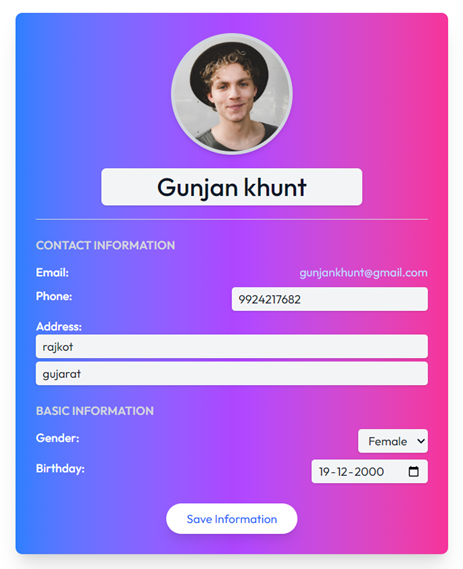 Gunjan khunt
CONTACT INFORMATION
Email: gunjankhunt@gmail.com
Phone: 9924217682
Address:
rajkot
gujarat
BASIC INFORMATION
Gender: Female
Birthday: 19-12-2000
Save Information